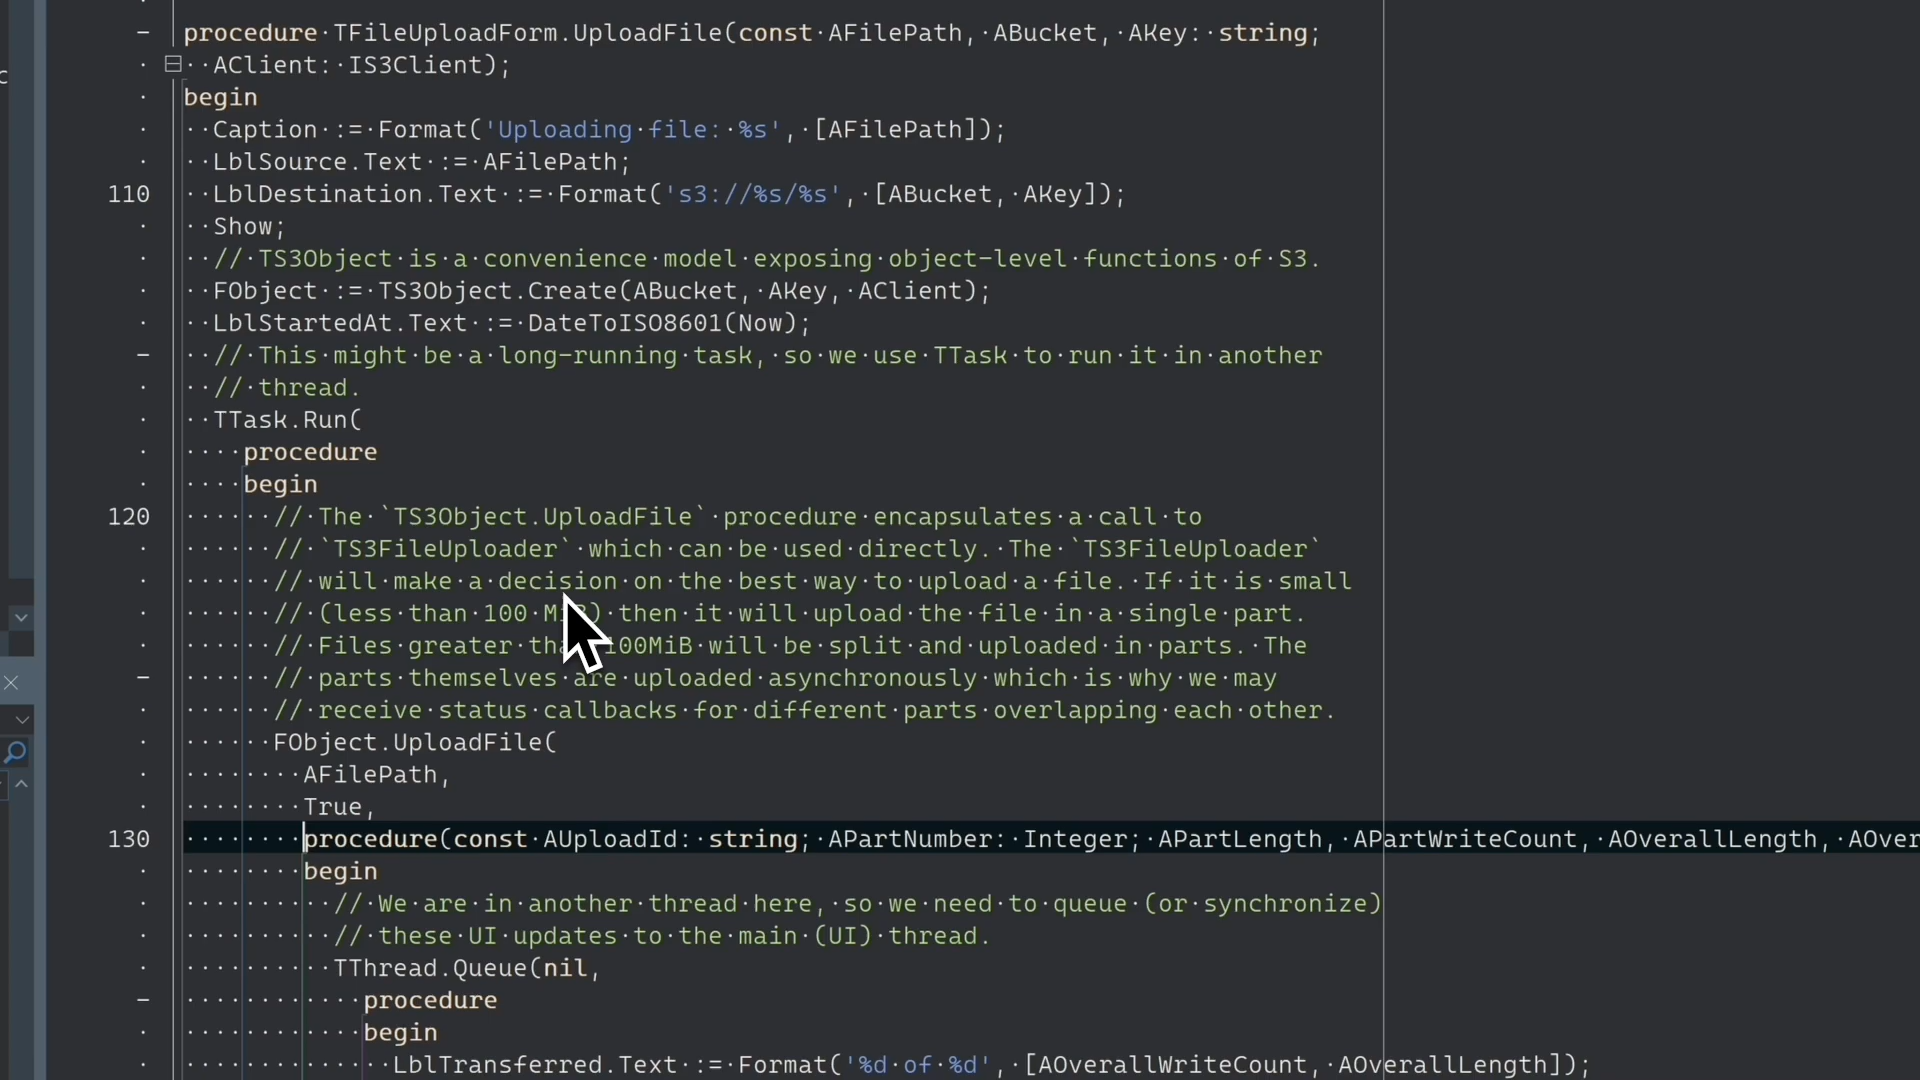 procedure TFileUploadForm.UploadFile(const AFilePath, ABucket, AKey: string;
  AClient: IS3Client);
begin
  Caption := Format('Uploading file: %s', [AFilePath]);
  LblSource.Text := AFilePath;
110   LblDestination.Text := Format('s3://%s/%s', [ABucket, AKey]);
  Show;
  // TS3Object is a convenience model exposing object-level functions of S3.
  FObject := TS3Object.Create(ABucket, AKey, AClient);
  LblStartedAt.Text := DateToISO8601(Now);
  // This might be a long-running task, so we use TTask to run it in another
  // thread.
  TTask.Run(
    procedure
    begin
120       // The `TS3Object.UploadFile` procedure encapsulates a call to
      // `TS3FileUploader` which can be used directly. The `TS3FileUploader`
      // will make a decision on the best way to upload a file. If it is small
      // (less than 100 MiB) then it will upload the file in a single part.
      // Files greater than 100MiB will be split and uploaded in parts. The
      // parts themselves are uploaded asynchronously which is why we may
      // receive status callbacks for different parts overlapping each other.
      FObject.UploadFile(
        AFilePath,
        True,
130         procedure(const AUploadId: string; APartNumber: Integer; APartLength, APartWriteCount, AOverallLength, AOver
        begin
          // We are in another thread here, so we need to queue (or synchronize)
          // these UI updates to the main (UI) thread.
          TThread.Queue(nil,
            procedure
            begin
              LblTransferred.Text := Format('%d of %d', [AOverallWriteCount, AOverallLength]);